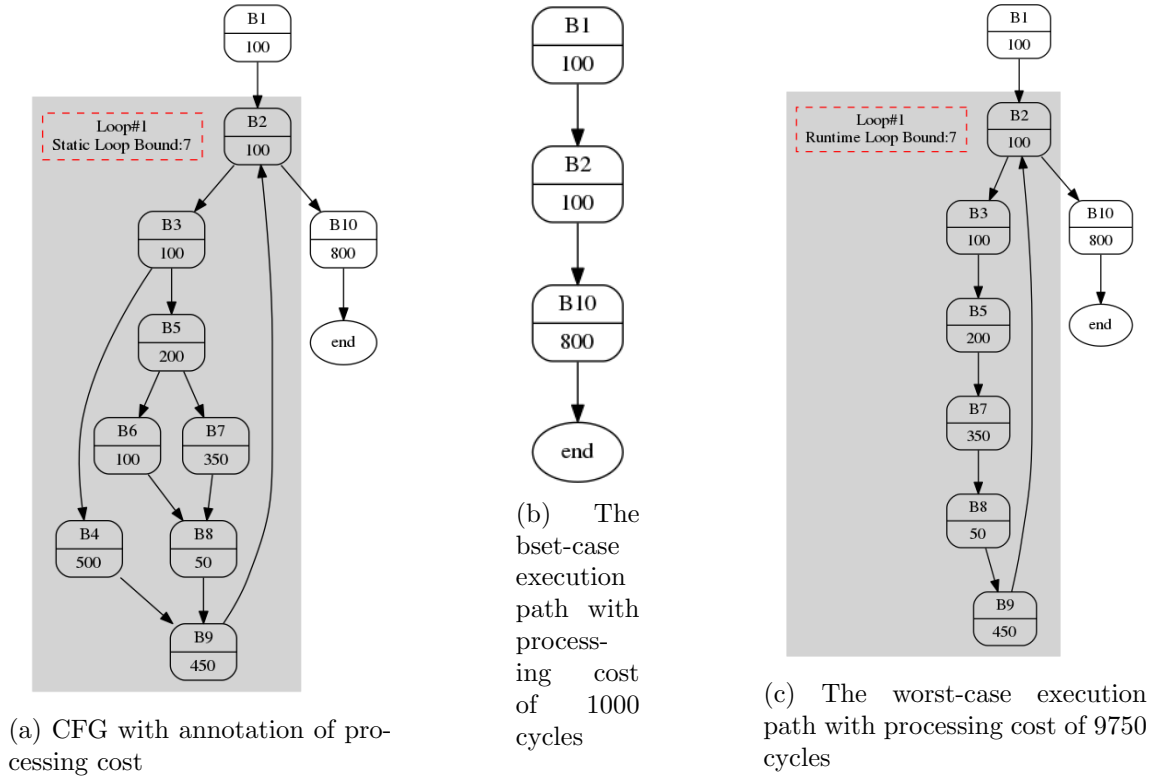 B1
100
Loop#1
Static Loop Bound:7
B2
100
B3
100
B10
800
B5
200
end
B6
100
B7
350
B4
500
B8
50
B9
450
(a) CFG with annotation of pro-
cessing cost
B1
100
B2
100
B10
800
end
(b) The
bset-case
execution
path with
process-
ing cost
of 1000
cycles
B1
100
Loop#1
Runtime Loop Bound:7
B2
100
B3
100
B10
800
B5
200
end
B7
350
B8
50
B9
450
(c) The worst-case execution
path with processing cost of 9750
cycles